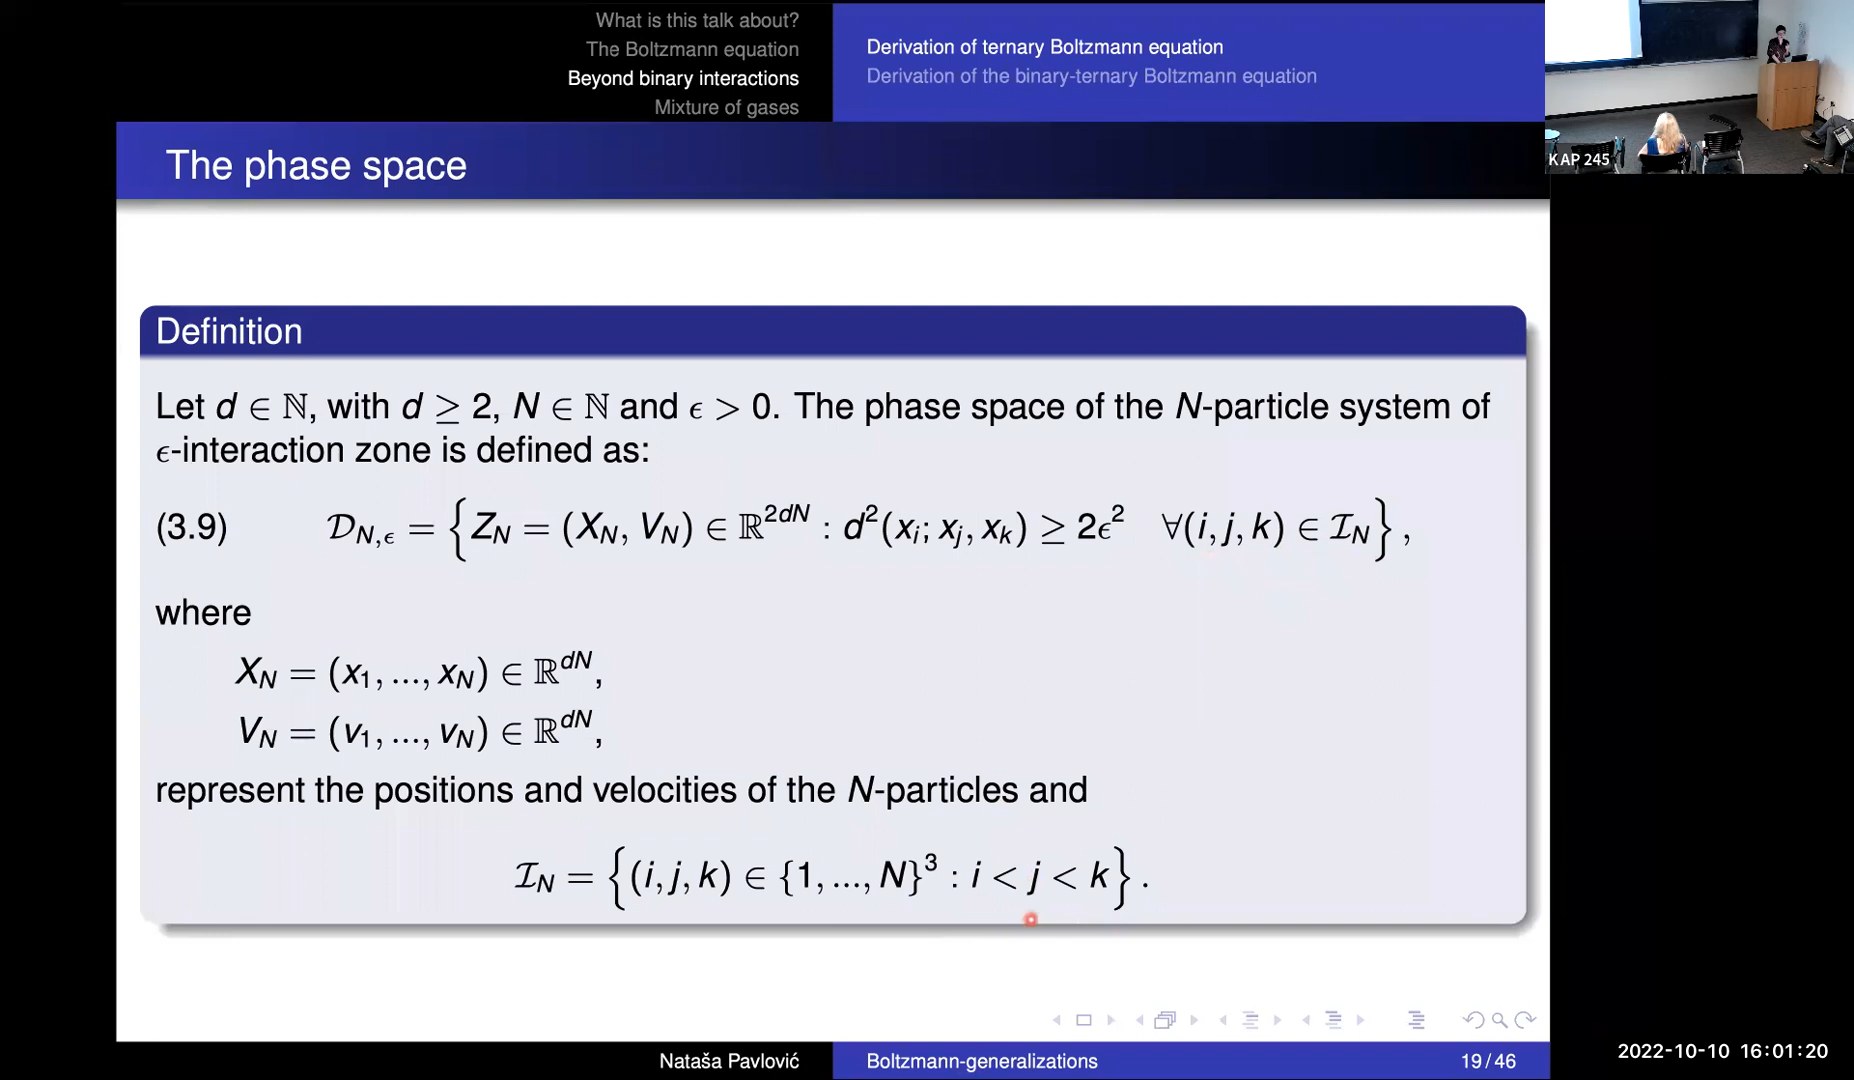 What is this talk about?
The Boltzmann equation
Beyond binary interactions
Mixture of gases
Derivation of ternary Boltzmann equation
Derivation of the binary-ternary Boltzmann equation
KAP 245
The phase space
Definition
Let d ∈ ℕ, with d ≥ 2, N ∈ ℕ and ϵ > 0. The phase space of the N-particle system of
ϵ-interaction zone is defined as:
(3.9) 𝒟_{N,ϵ} = {Z_N = (X_N, V_N) ∈ ℝ^{2dN} : d²(x_i; x_j, x_k) ≥ 2ϵ² ∀(i, j, k) ∈ ℐ_N},
where
X_N = (x₁, ..., x_N) ∈ ℝ^{dN},
V_N = (v₁, ..., v_N) ∈ ℝ^{dN},
represent the positions and velocities of the N-particles and
ℐ_N = {(i, j, k) ∈ {1, ..., N}³ : i < j < k}.
Nataša Pavlović
Boltzmann-generalizations
19 / 46
2022-10-10 16:01:20